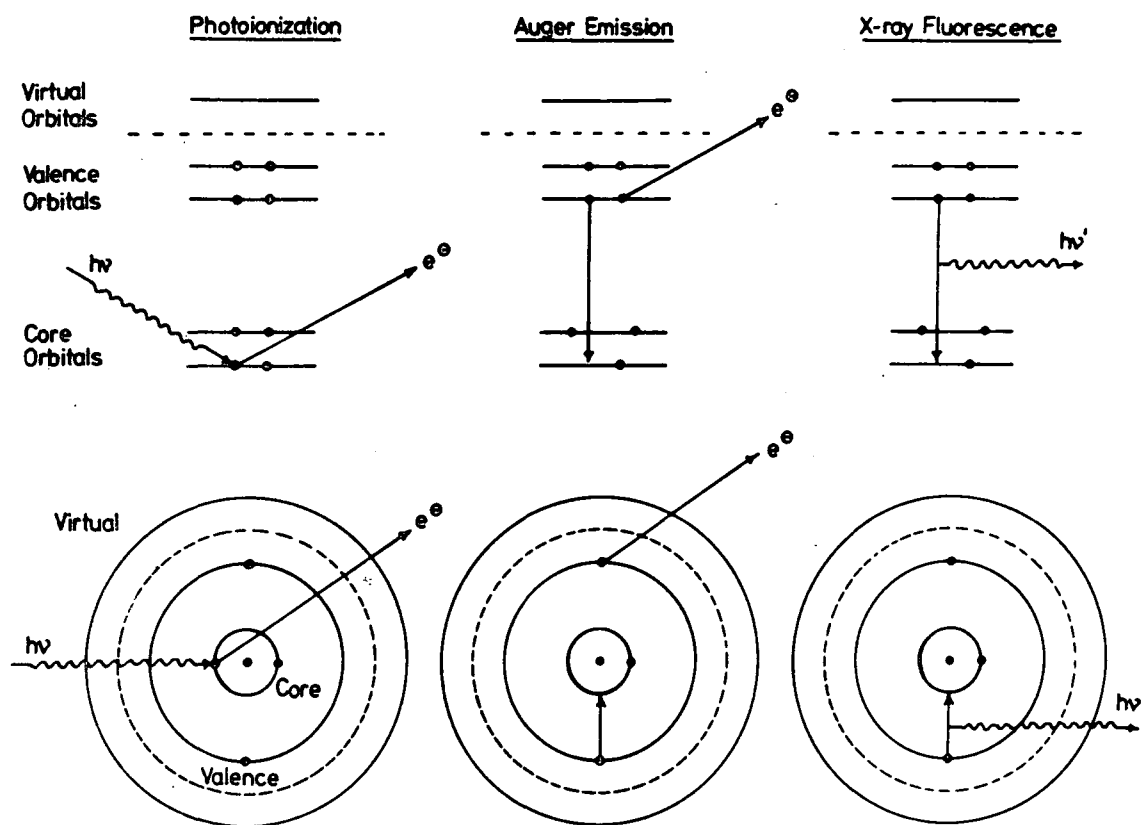 Photoionization
Auger Emission
X-ray Fluorescence
Virtual
Orbitals
e⊖
Valence
Orbitals
hν
e⊖
hν'
Core
Orbitals
e⊖
e⊖
Virtual
hν
Core
hν
Valence